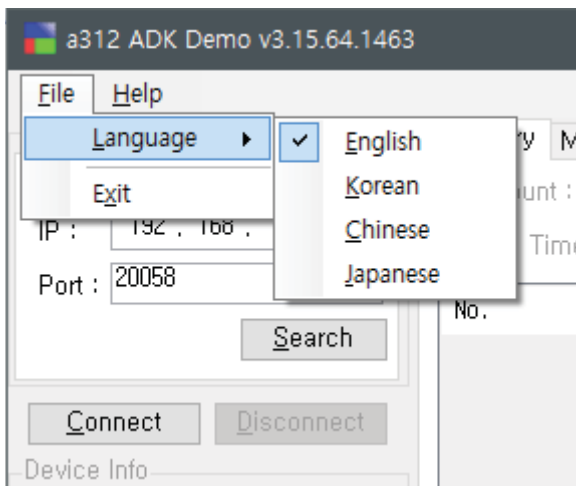 a312 ADK Demo v3.15.64.1463
File Help
Language
English
Korean
Chinese
Japanese
Exit
IP : 192 . 168 .
Port : 20058
Search
Connect Disconnect
Device Info
Time
No.